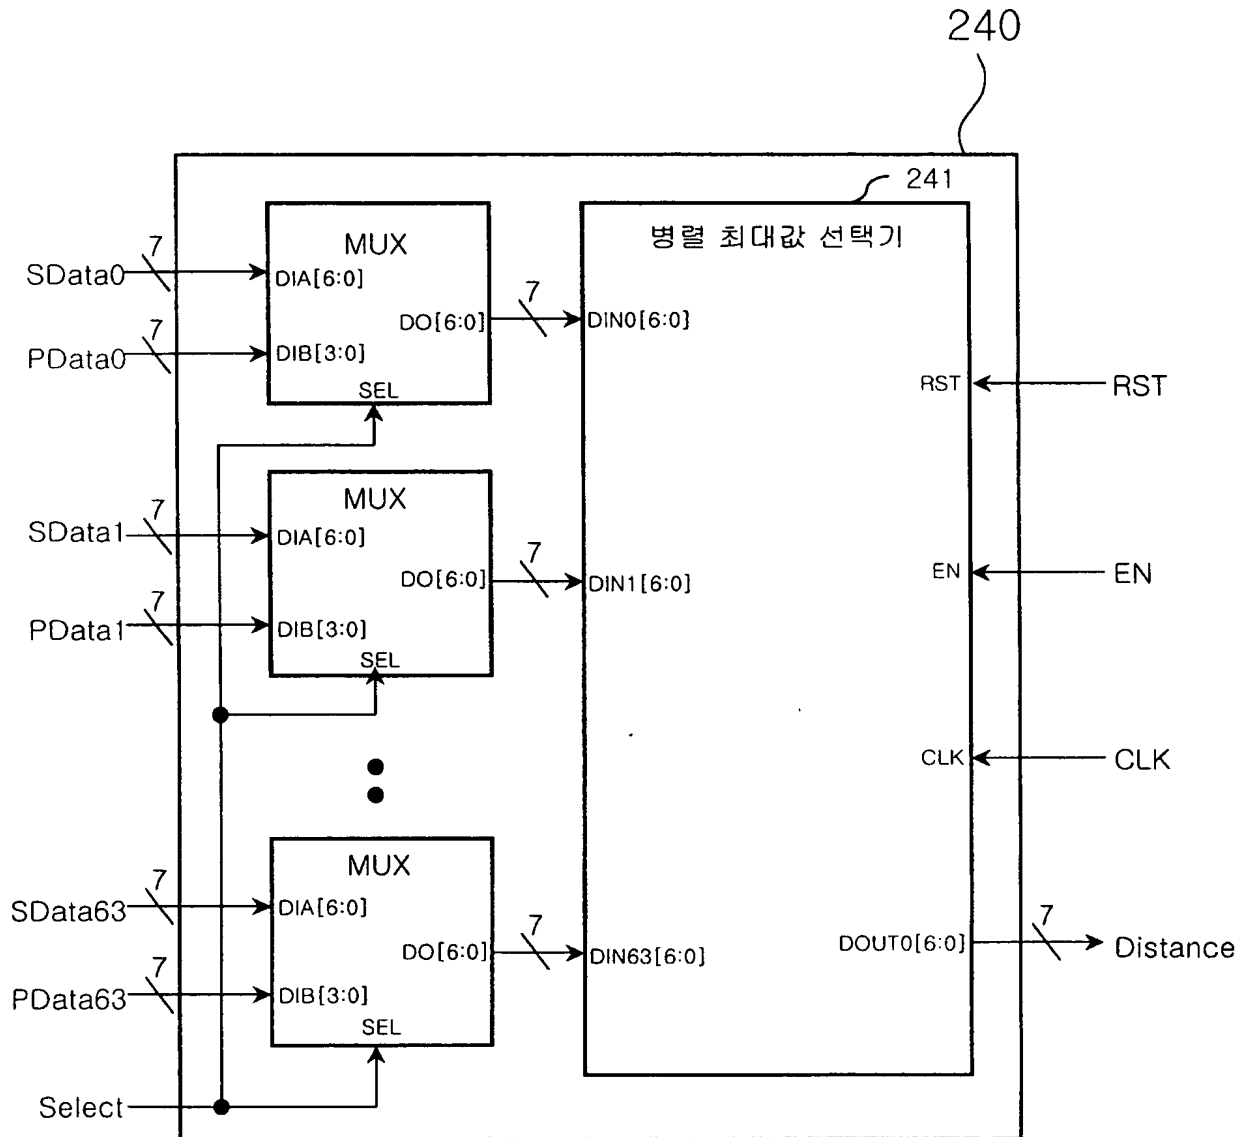 240
241
MUX
병렬 최대값 선택기
7
SData0
DIA[6:0]
7
DO[6:0]
DIN0[6:0]
7
PData0
DIB[3:0]
SEL
RST
RST
MUX
7
SData1
DIA[6:0]
7
DO[6:0]
DIN1[6:0]
EN
EN
7
PData1
DIB[3:0]
SEL
CLK
CLK
MUX
7
SData63
DIA[6:0]
7
DO[6:0]
DIN63[6:0]
DOUT0[6:0]
7
Distance
7
PData63
DIB[3:0]
SEL
Select